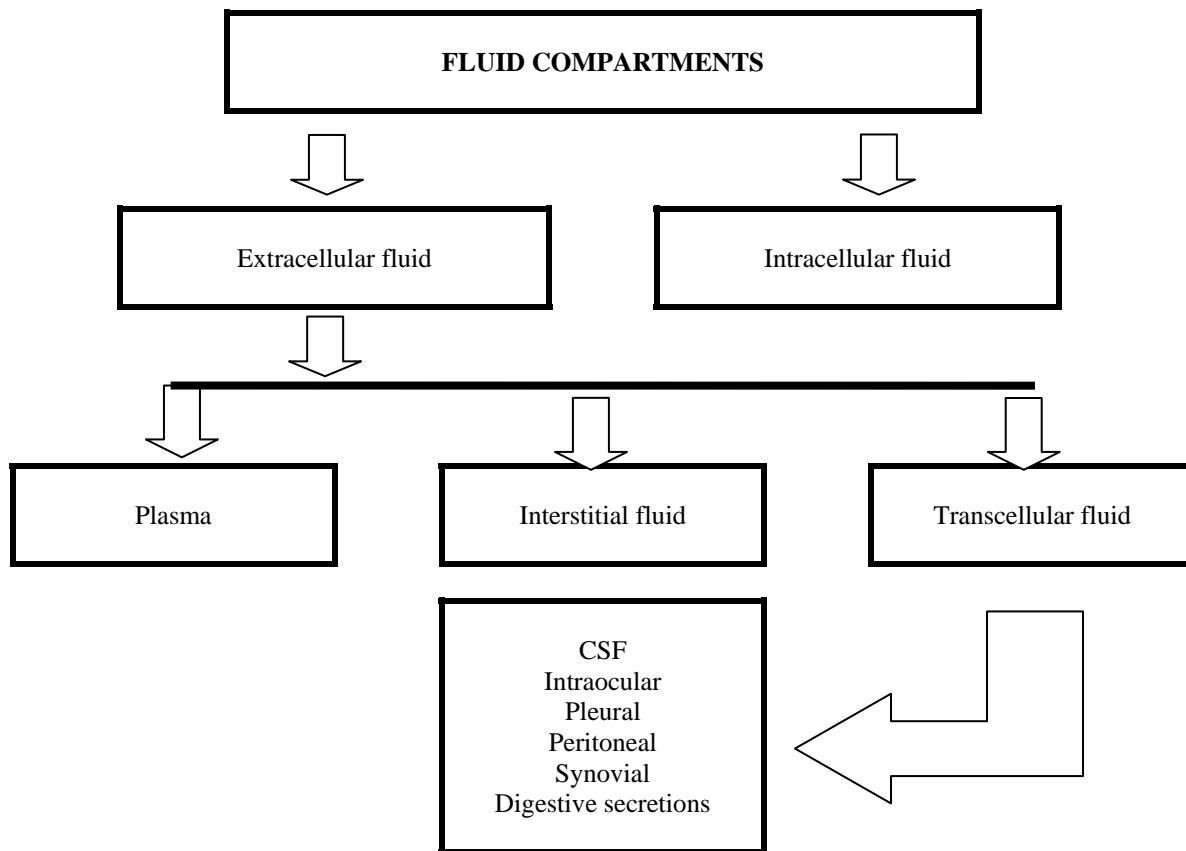 FLUID COMPARTMENTS
Extracellular fluid
Intracellular fluid
Plasma
Interstitial fluid
Transcellular fluid
CSF
Intraocular
Pleural
Peritoneal
Synovial
Digestive secretions